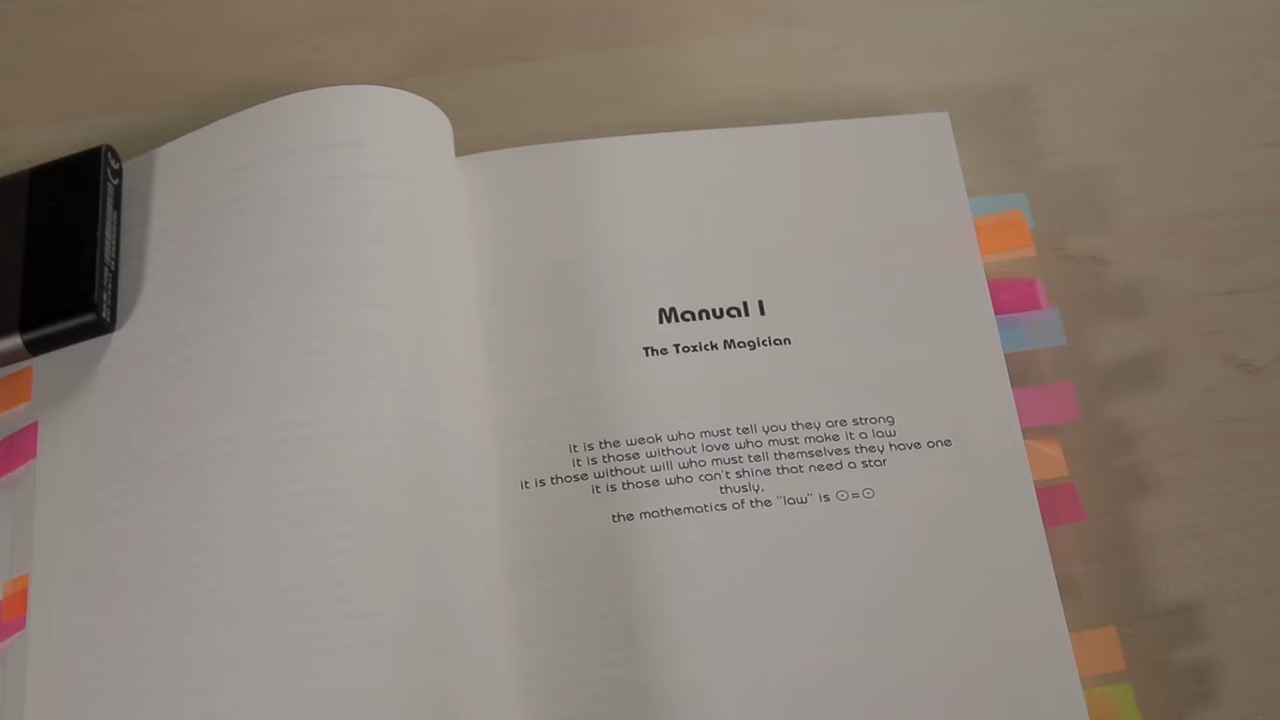 Manual I
The Toxick Magician
it is the weak who must tell you they are strong
it is those without love who must make it a law
it is those without will who must tell themselves they have one
it is those who can't shine that need a star
thusly,
the mathematics of the "law" is ⊙=⊙